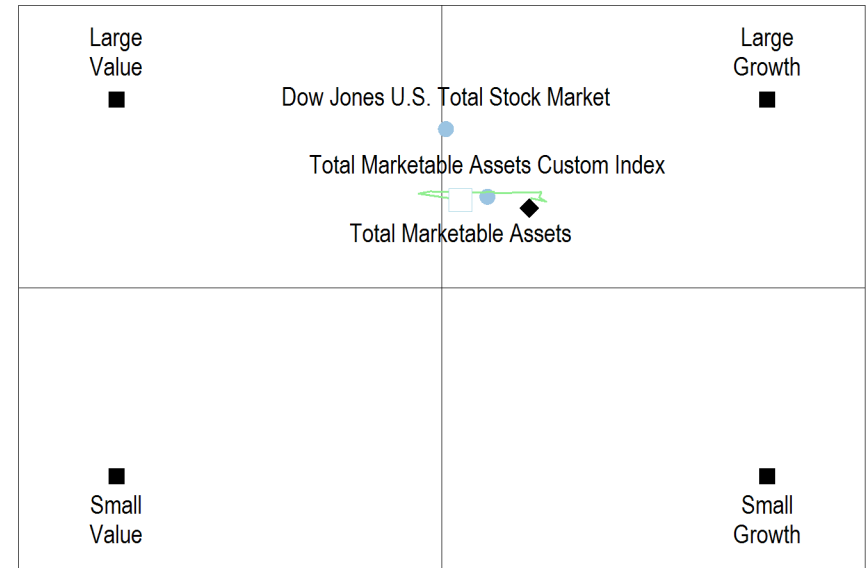 Large
Value
Large
Growth
Dow Jones U.S. Total Stock Market
Total Marketable Assets Custom Index
Total Marketable Assets
Small
Value
Small
Growth